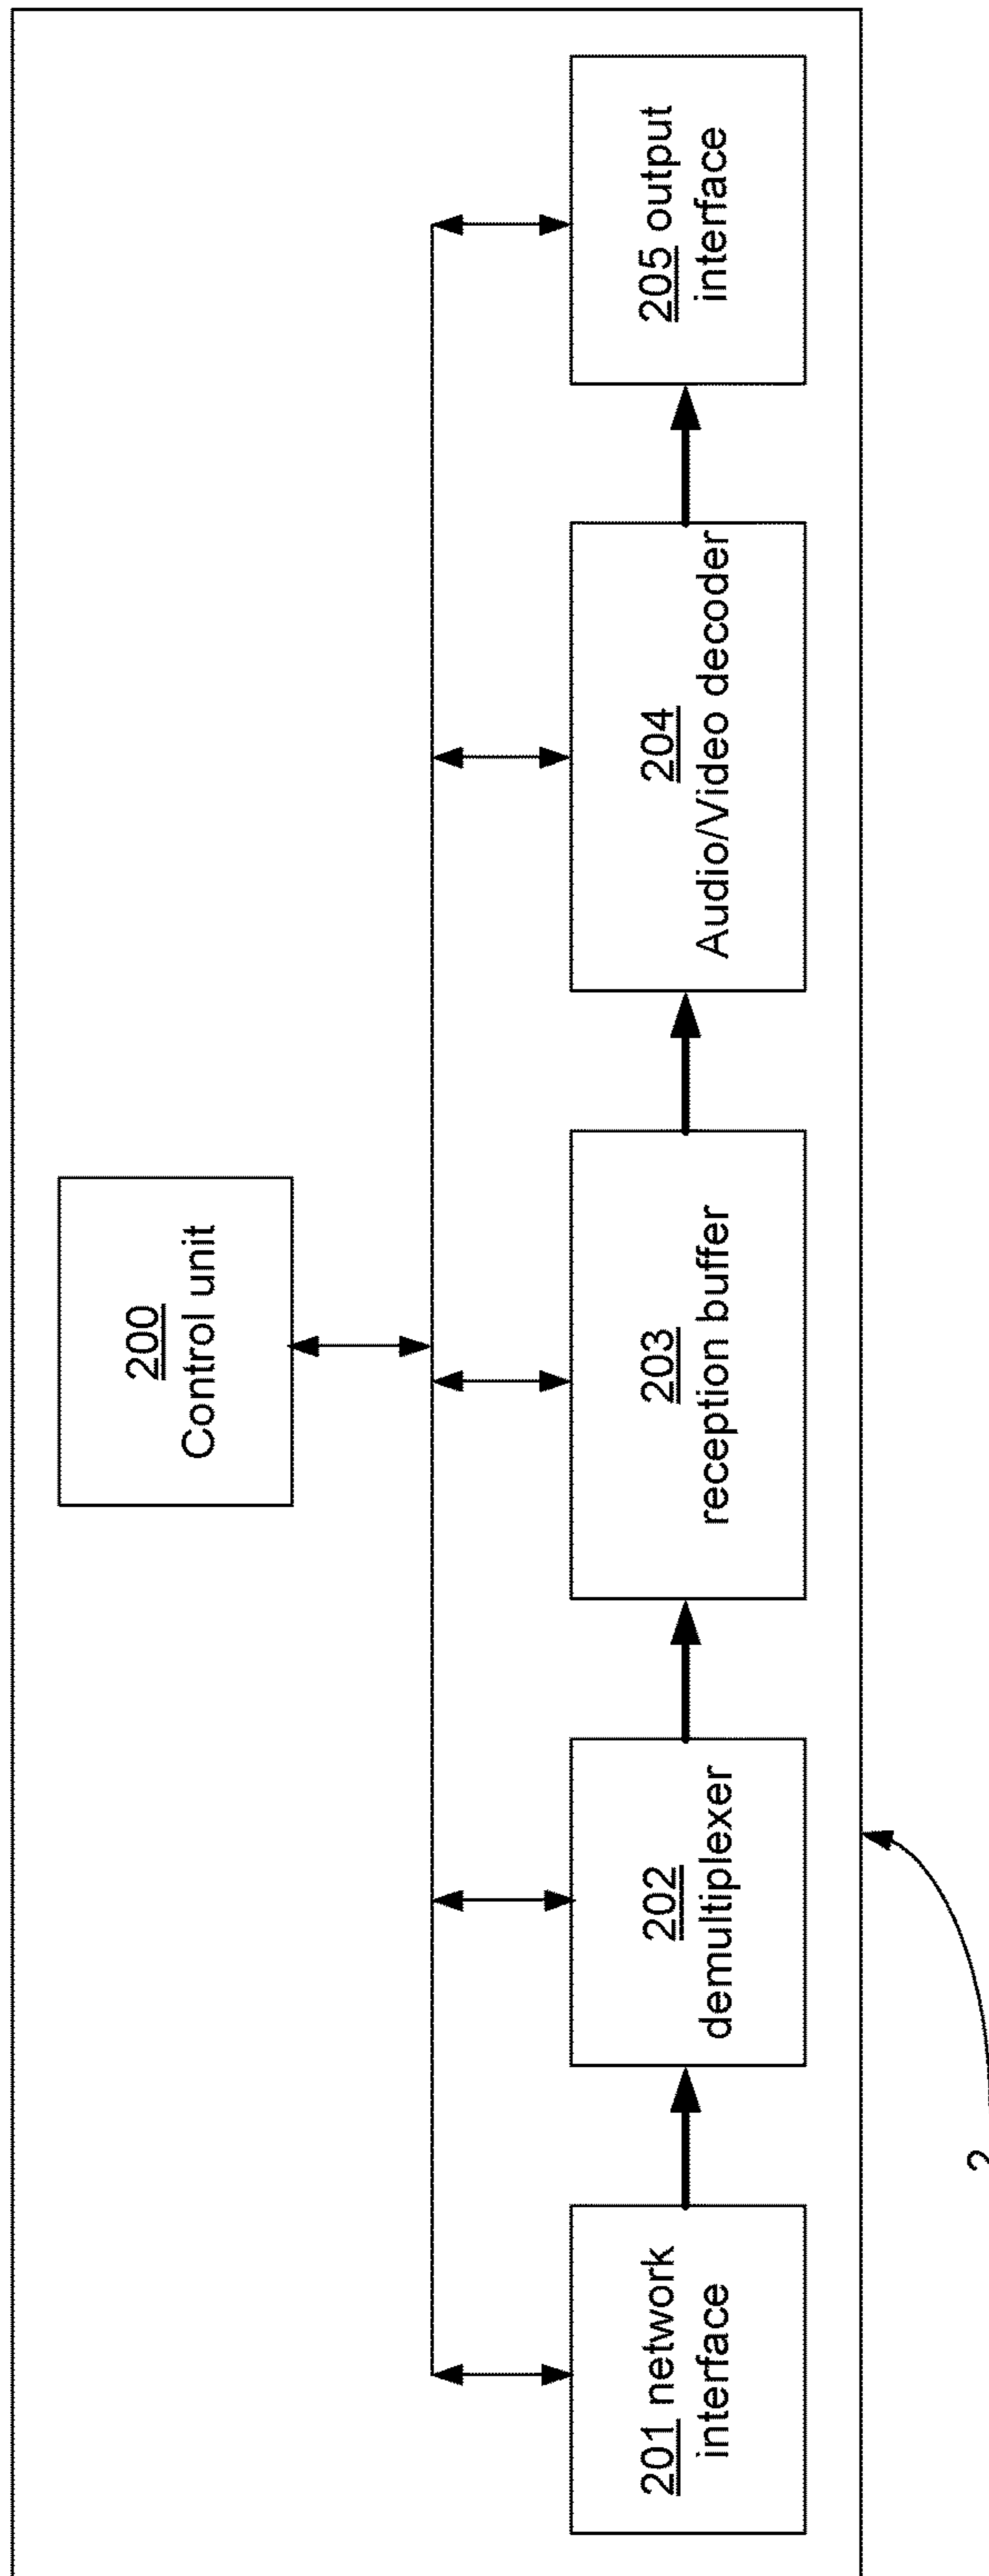 200
Control unit
201 network
interface
202
demultiplexer
203
reception buffer
204
Audio/Video decoder
205 output
interface
2